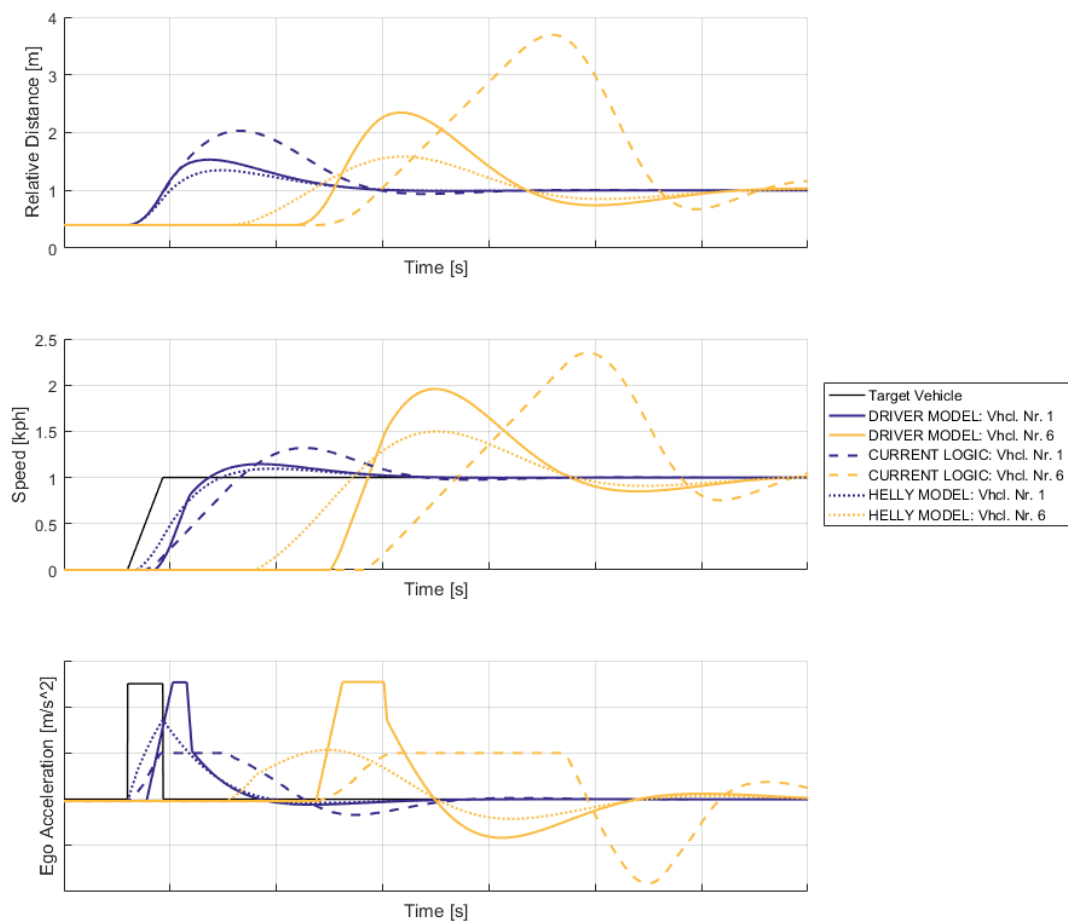 4
3
2
1
0
Relative Distance [m]
Time [s]
2.5
2
1.5
1
0.5
0
Speed [kph]
Time [s]
Target Vehicle
DRIVER MODEL: Vhcl. Nr. 1
DRIVER MODEL: Vhcl. Nr. 6
CURRENT LOGIC: Vhcl. Nr. 1
CURRENT LOGIC: Vhcl. Nr. 6
HELLY MODEL: Vhcl. Nr. 1
HELLY MODEL: Vhcl. Nr. 6
Ego Acceleration [m/s^2]
Time [s]